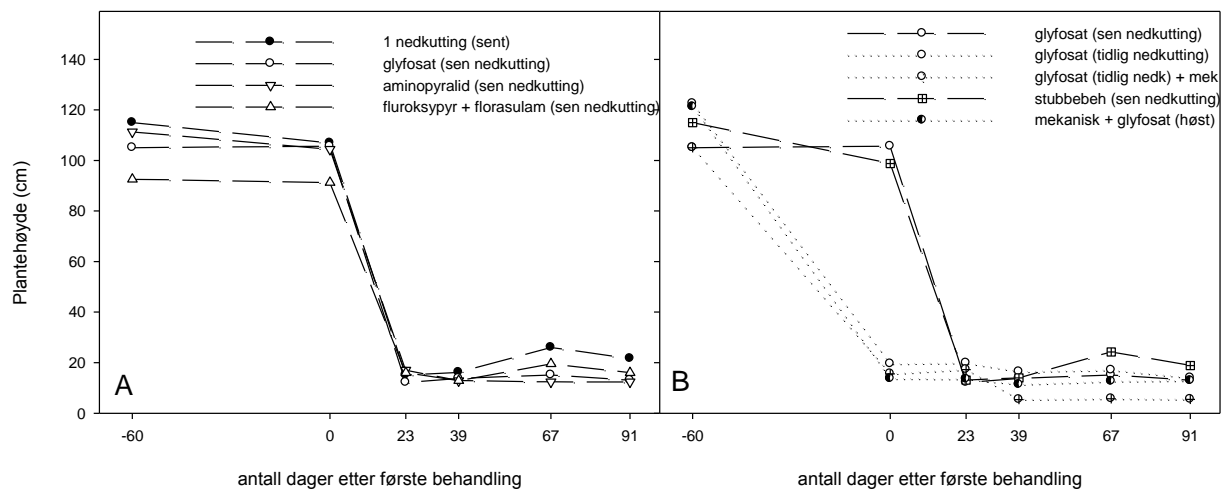 1 nedkutting (sent)
glyfosat (sen nedkutting)
aminopyralid (sen nedkutting)
fluroksypyr + florasulam (sen nedkutting)
glyfosat (sen nedkutting)
glyfosat (tidlig nedkutting)
glyfosat (tidlig nedk) + mek
stubbebeh (sen nedkutting)
mekanisk + glyfosat (høst)
Plantehøyde (cm)
140
120
100
80
60
40
20
0
A
B
-60 0 23 39 67 91
-60 0 23 39 67 91
antall dager etter første behandling
antall dager etter første behandling